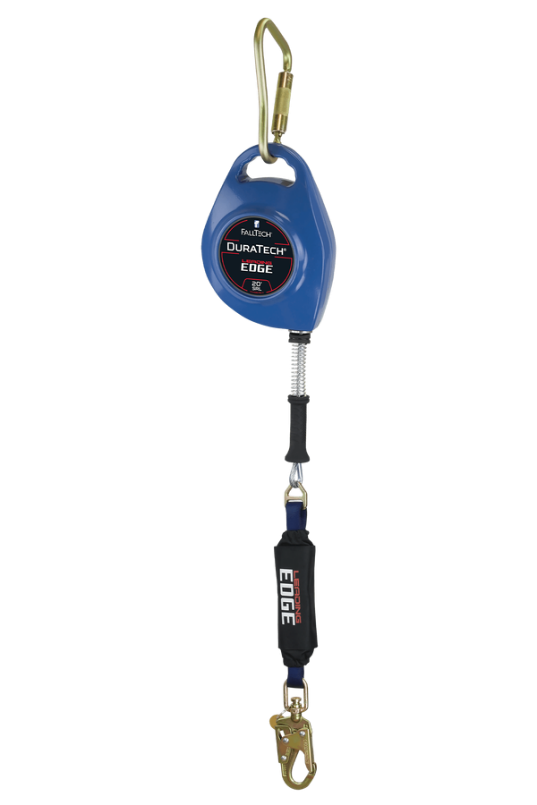 FALLTECH®
DURATECH®
LEADING
EDGE
20'
SRL
LEADING
EDGE